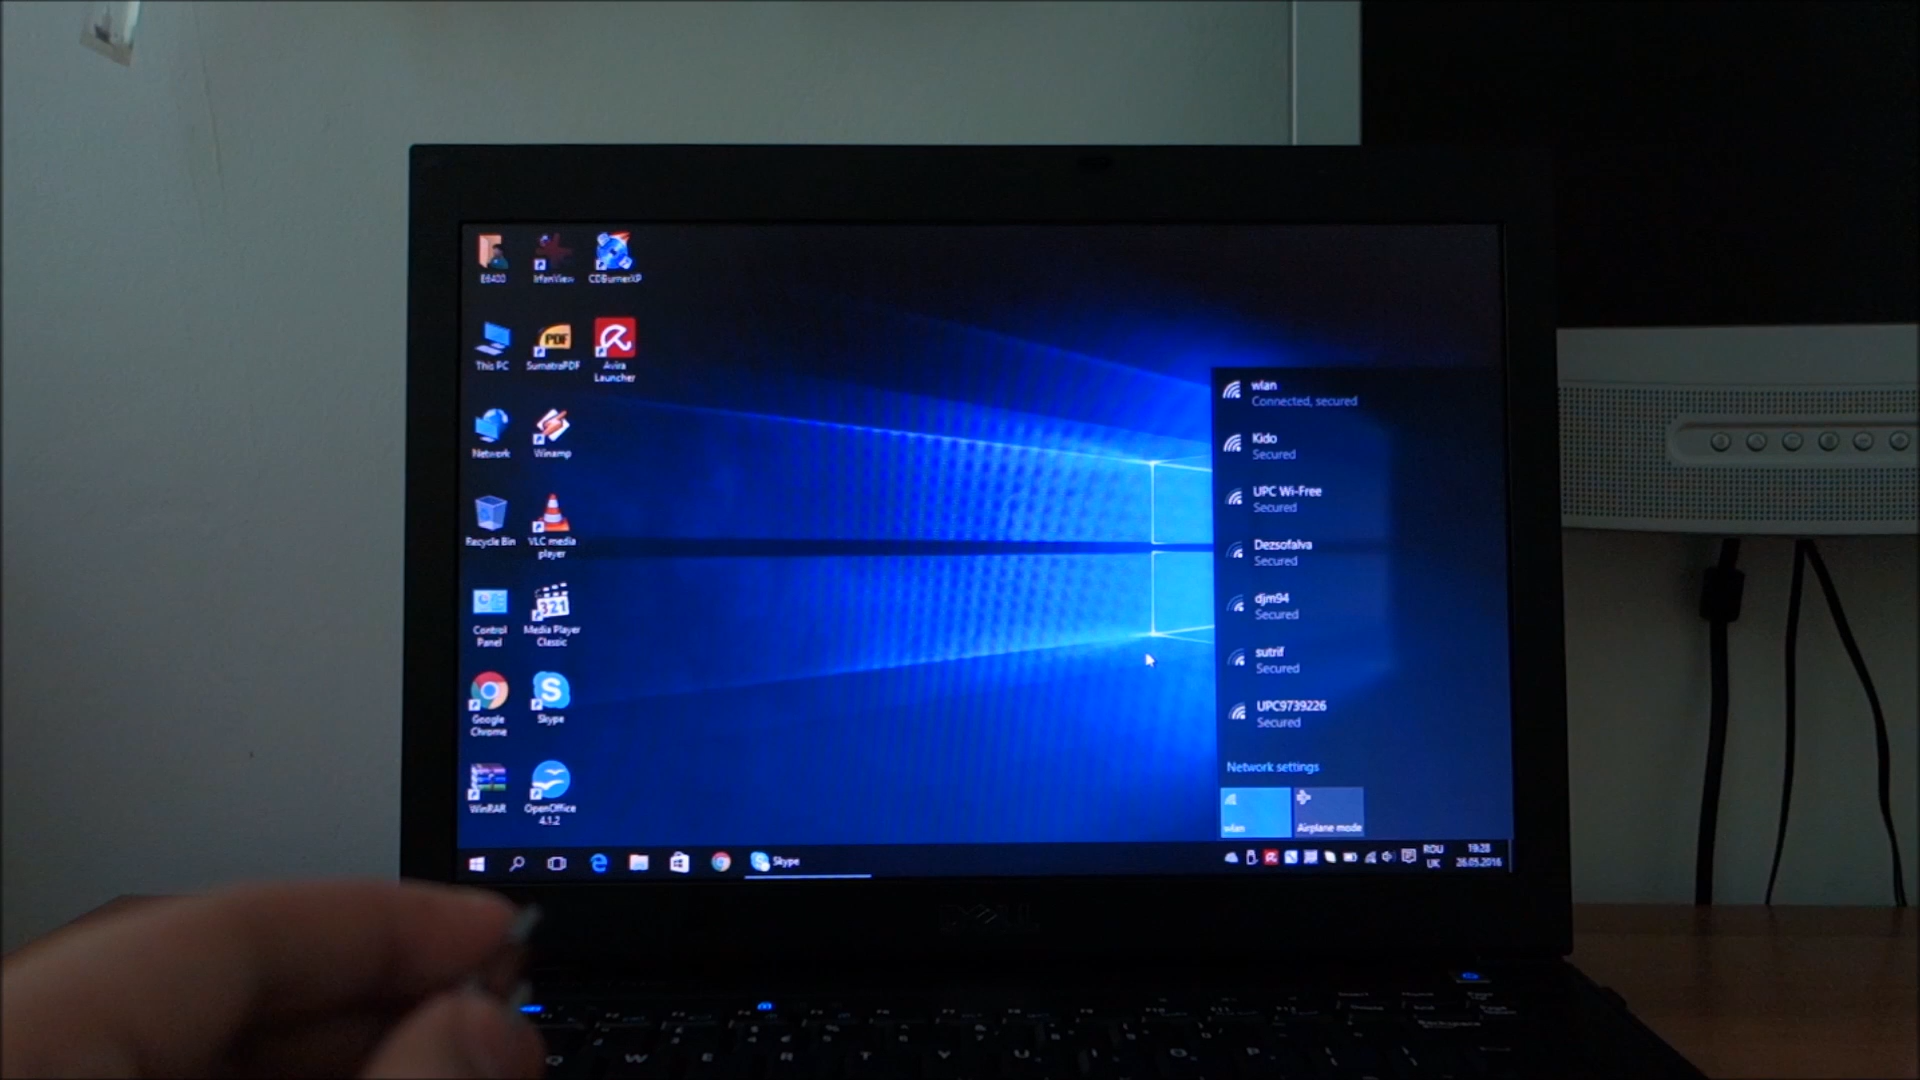 E6400
IrfanView
CDBurnerXP
This PC
SumatraPDF
PDF
Avira
Launcher
Network
Winamp
Recycle Bin
VLC media
player
321
Control
Panel
Media Player
Classic
Google
Chrome
S
Skype
WinRAR
OpenOffice
4.1.2
wlan
Connected, secured
Kido
Secured
UPC Wi-Free
Secured
Dezsofalva
Secured
djm94
Secured
sutrif
Secured
UPC9739226
Secured
Network settings
wlan
Airplane mode
Skype
ROU
UK
19:28
26.05.2016
DELL
Q W E R T Y U I O P